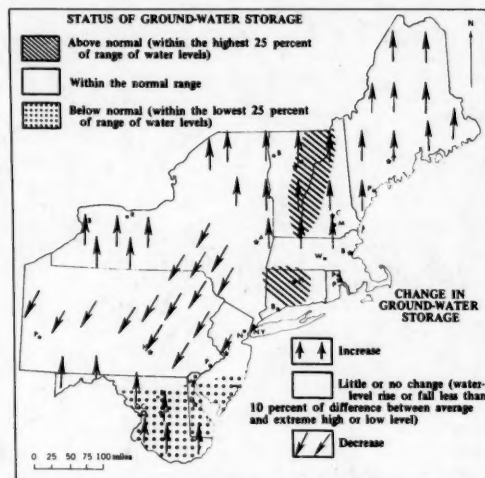 STATUS OF GROUND-WATER STORAGE
Above normal (within the highest 25 percent
of range of water levels)
Within the normal range
Below normal (within the lowest 25 percent
of range of water levels)
N
CHANGE IN
GROUND-WATER
STORAGE
Increase
Little or no change (water-
level rise or fall less than
10 percent of difference between average
and extreme high or low level)
Decrease
0 25 50 75 100 miles